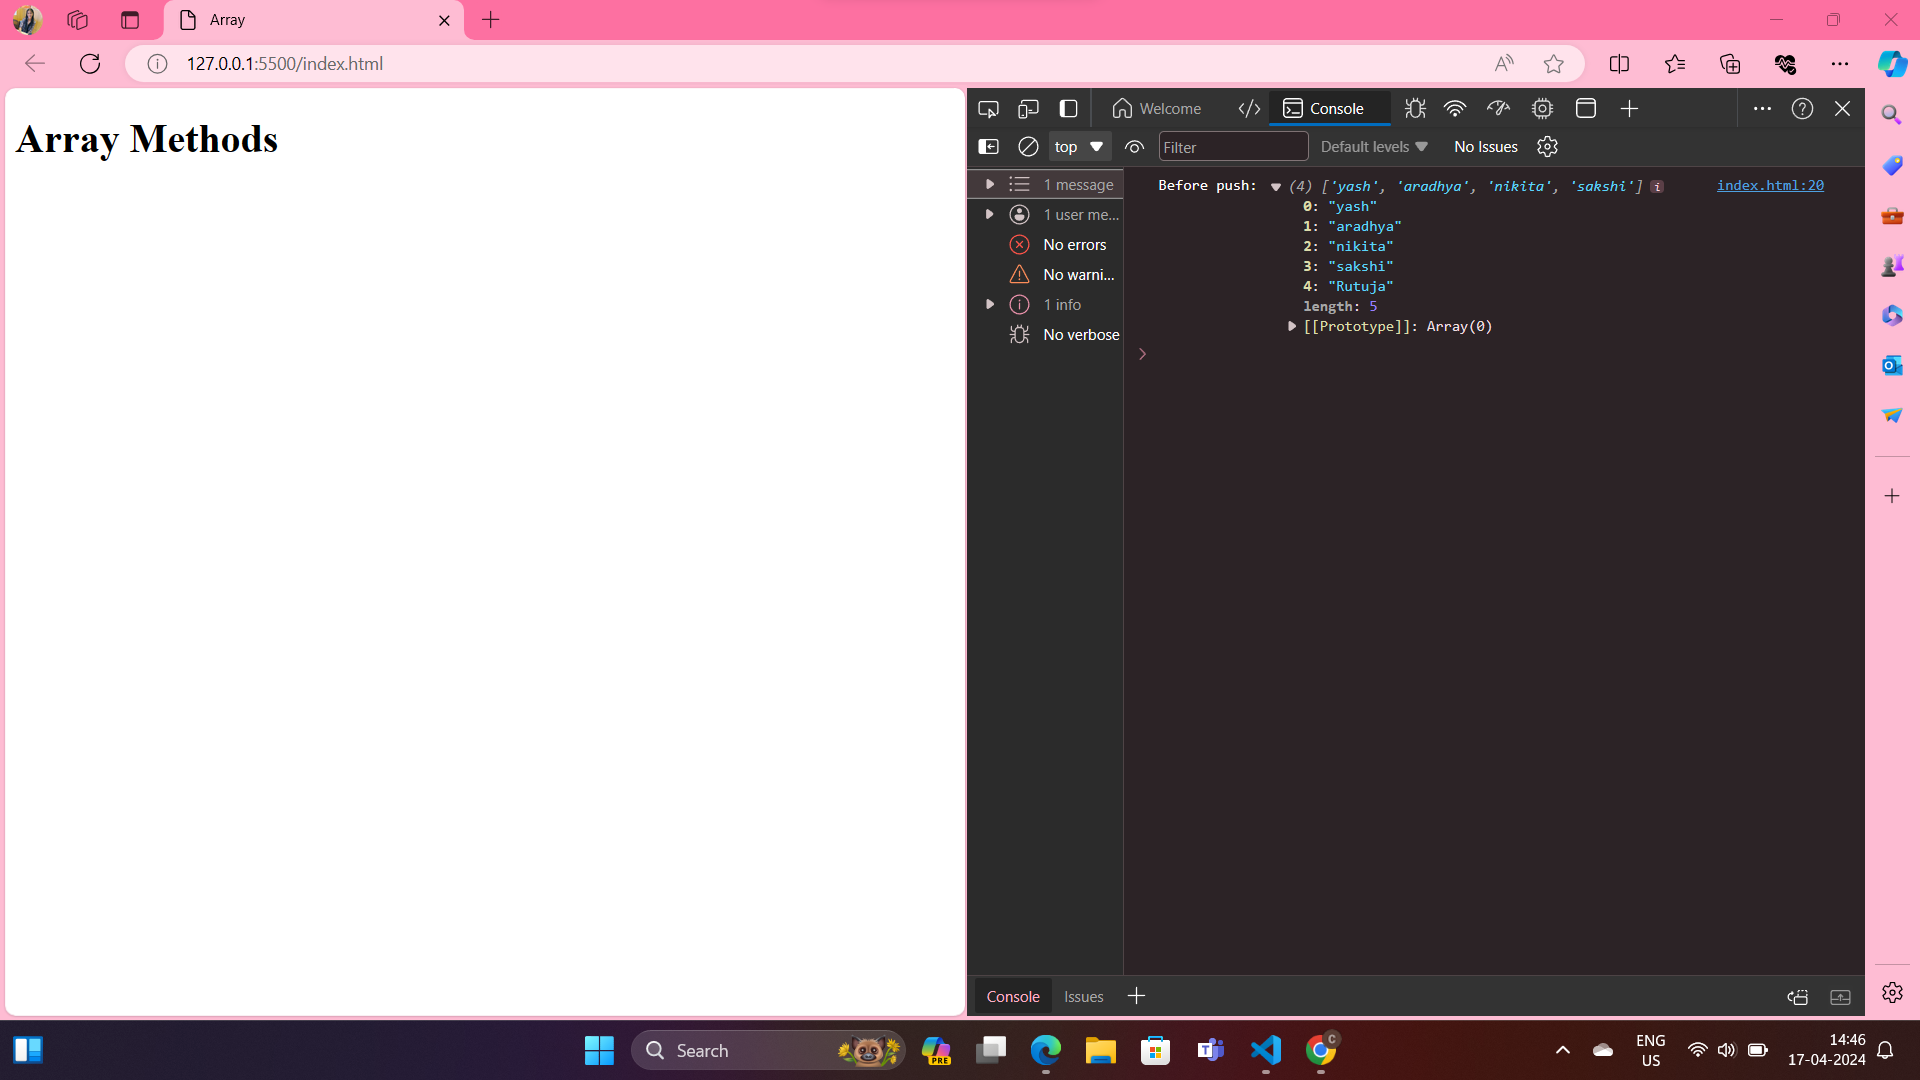 Array
127.0.0.1:5500/index.html
Array Methods
Welcome
Console
top
Filter
Default levels
No Issues
1 message
1 user me...
No errors
No warni...
1 info
No verbose
Before push: (4) ['yash', 'aradhya', 'nikita', 'sakshi'] i index.html:20
0: "yash"
1: "aradhya"
2: "nikita"
3: "sakshi"
4: "Rutuja"
length: 5
[[Prototype]]: Array(0)
Console
Issues
Search
PRE
C
ENG
US
14:46
17-04-2024